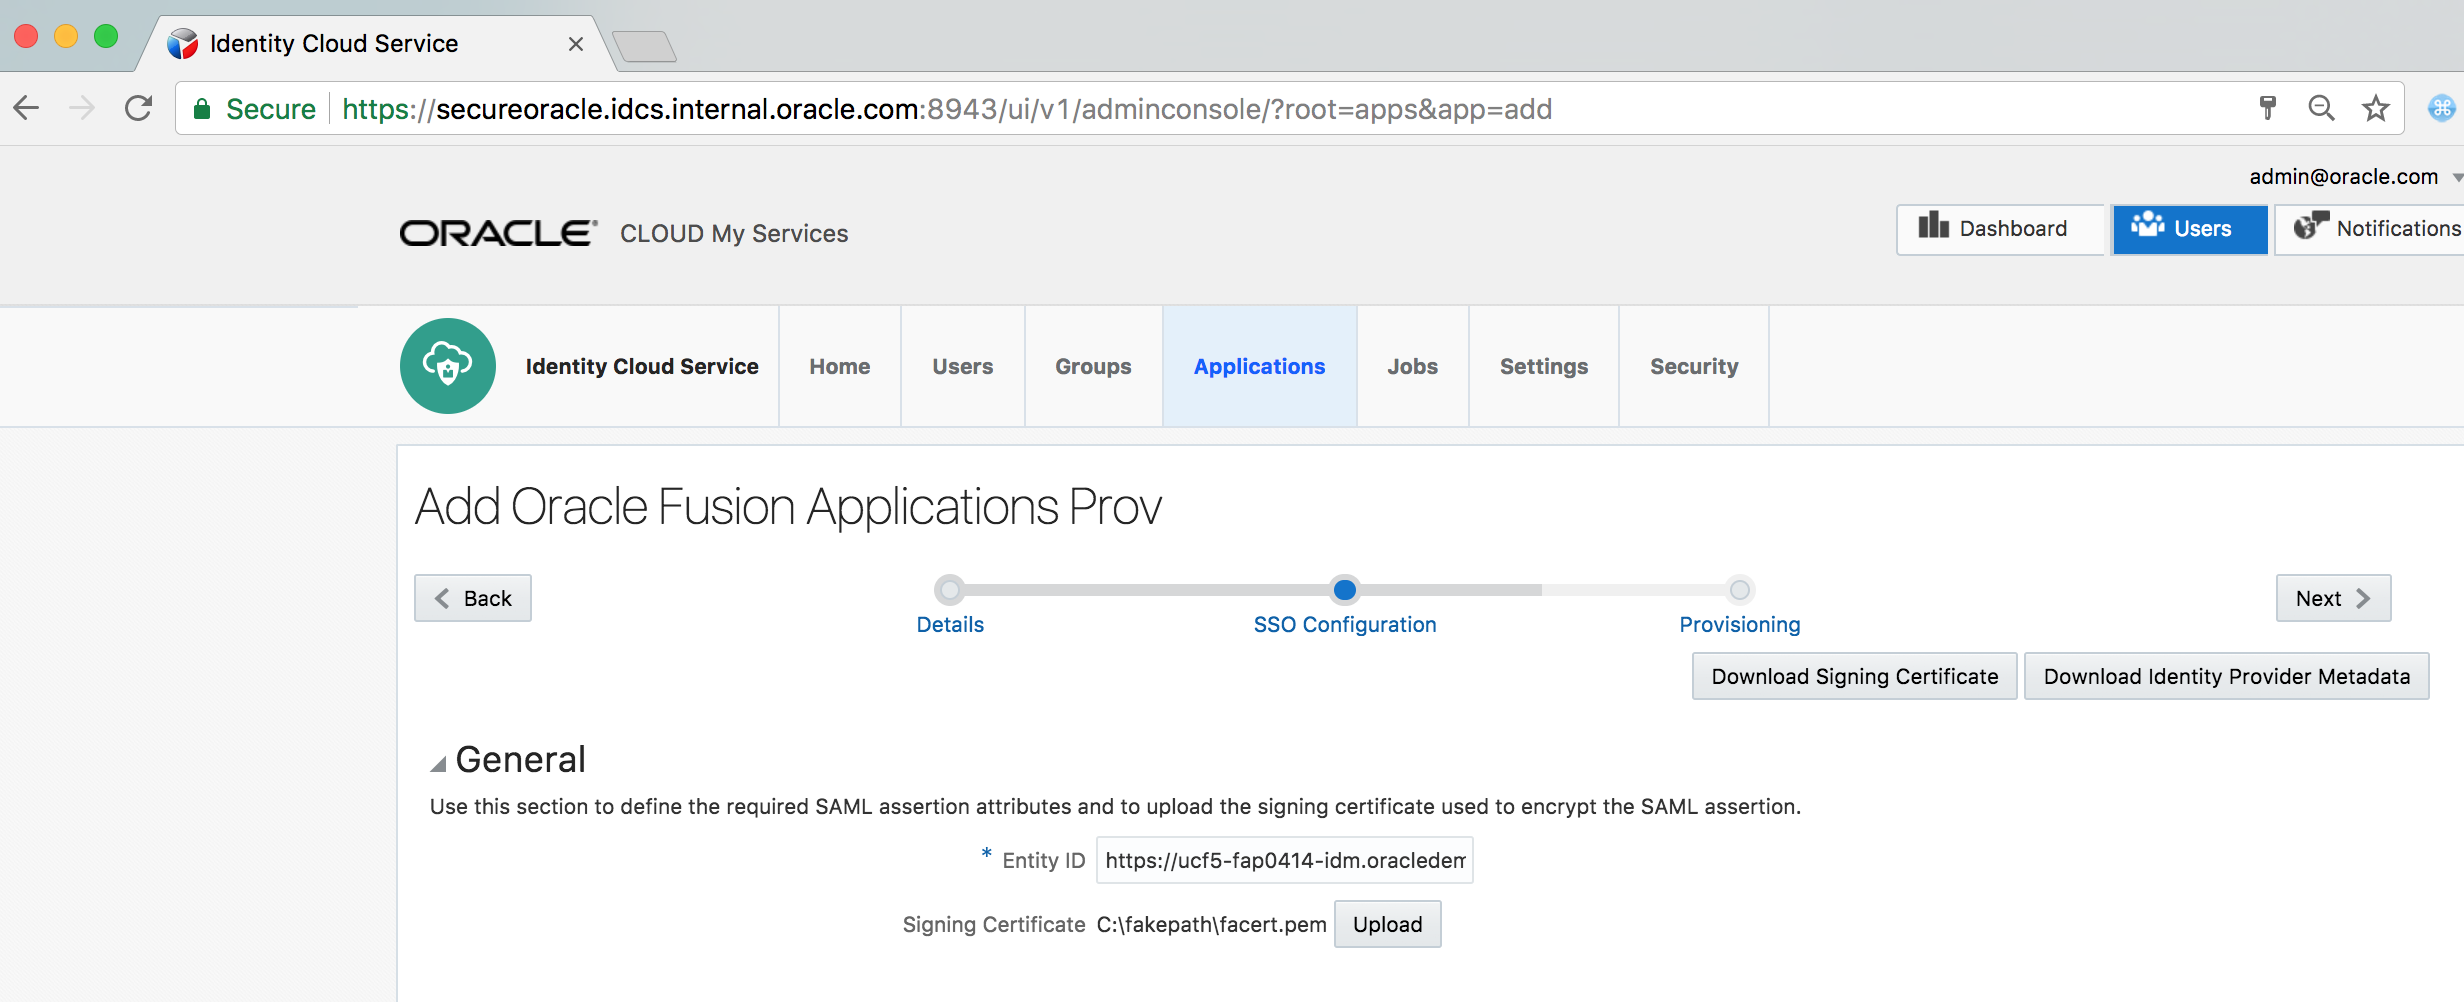 Identity Cloud Service
Secure https://secureoracle.idcs.internal.oracle.com:8943/ui/v1/adminconsole/?root=apps&app=add
admin@oracle.com
ORACLE® CLOUD My Services
Dashboard Users Notifications
Identity Cloud Service Home Users Groups Applications Jobs Settings Security
Add Oracle Fusion Applications Prov
Back
Next
Details SSO Configuration Provisioning
Download Signing Certificate Download Identity Provider Metadata
General
Use this section to define the required SAML assertion attributes and to upload the signing certificate used to encrypt the SAML assertion.
* Entity ID https://ucf5-fap0414-idm.oracledem
Signing Certificate C:\fakepath\facert.pem Upload